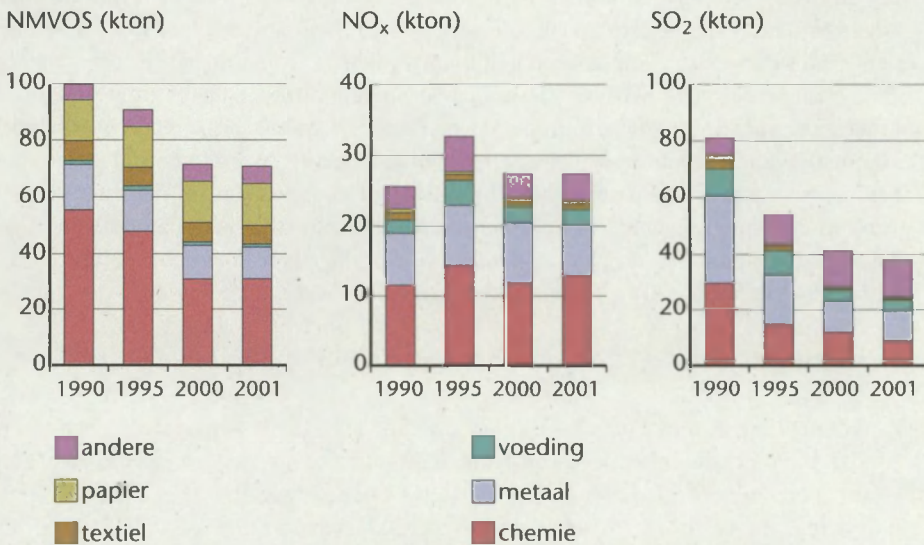 NMVOS (kton)
100
80
60
40
20
0
1990 1995 2000 2001
NOx (kton)
40
30
20
10
0
1990 1995 2000 2001
SO2 (kton)
100
80
60
40
20
0
1990 1995 2000 2001
andere
papier
textiel
voeding
metaal
chemie